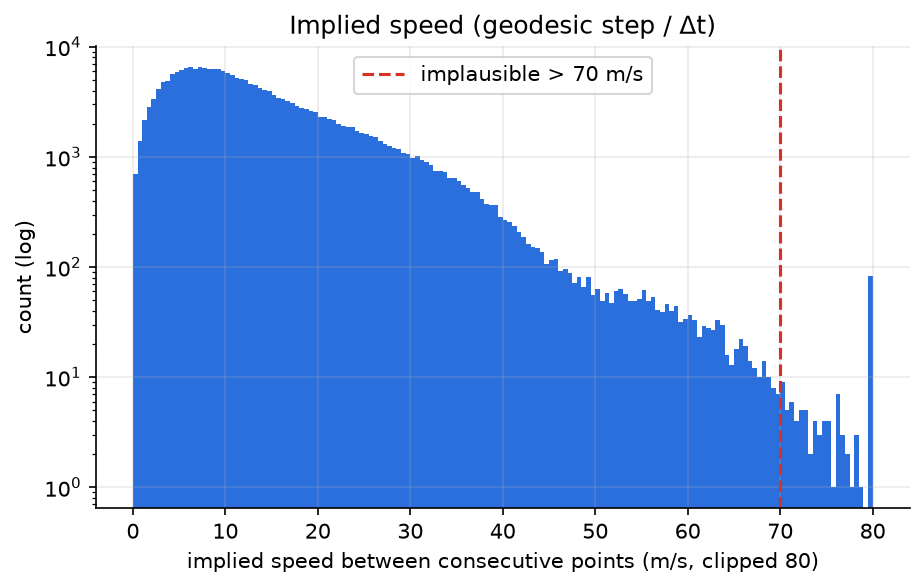 Implied speed (geodesic step / Δt)
implausible > 70 m/s
count (log)
10⁴
10³
10²
10¹
10⁰
0 10 20 30 40 50 60 70 80
implied speed between consecutive points (m/s, clipped 80)